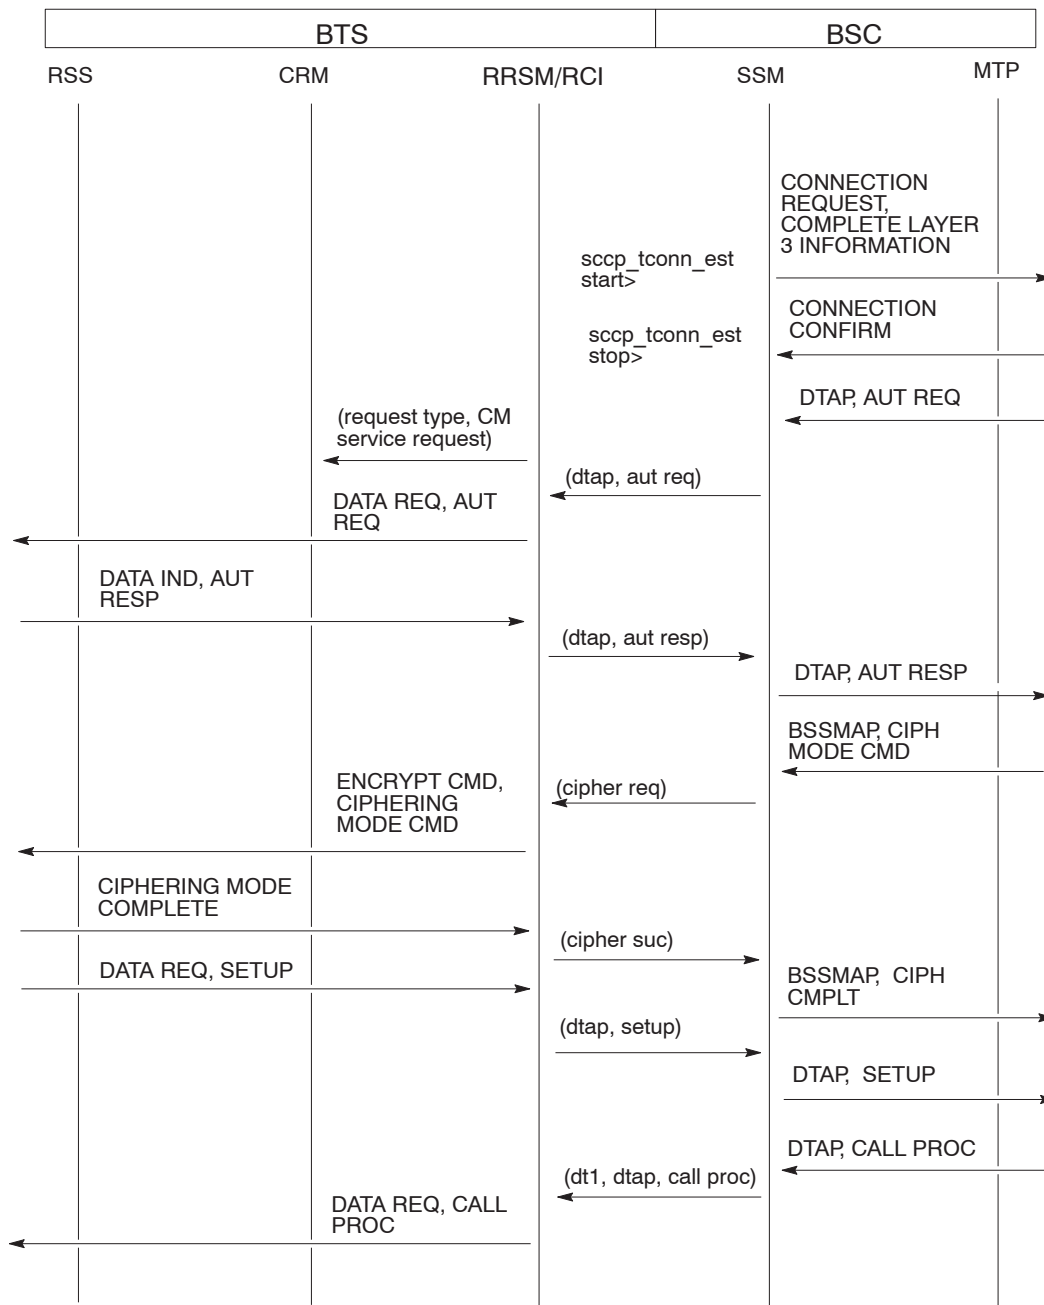 BTS
BSC
RSS
CRM
RRSM/RCI
SSM
MTP
CONNECTION
REQUEST,
COMPLETE LAYER
3 INFORMATION
sccp_tconn_est
start>
CONNECTION
CONFIRM
sccp_tconn_est
stop>
DTAP, AUT REQ
(request type, CM
service request)
(dtap, aut req)
DATA REQ, AUT
REQ
DATA IND, AUT
RESP
(dtap, aut resp)
DTAP, AUT RESP
BSSMAP, CIPH
MODE CMD
ENCRYPT CMD,
CIPHERING
MODE CMD
(cipher req)
CIPHERING MODE
COMPLETE
(cipher suc)
DATA REQ, SETUP
BSSMAP,  CIPH
CMPLT
(dtap, setup)
DTAP,  SETUP
DTAP, CALL PROC
(dt1, dtap, call proc)
DATA REQ, CALL
PROC